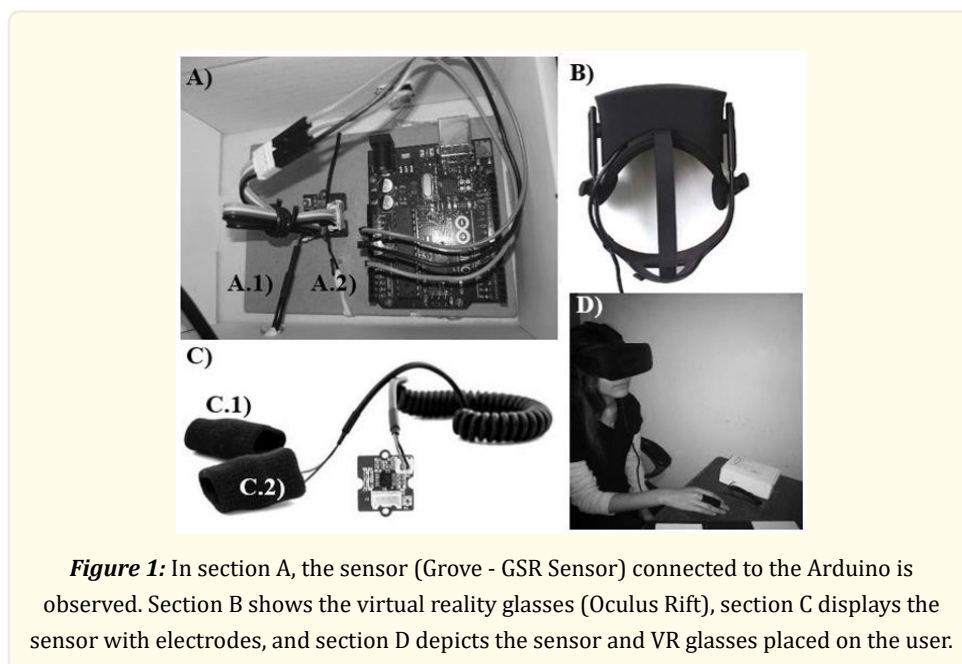 A)
B)
A.1)
A.2)
C)
D)
C.1)
C.2)
Figure 1: In section A, the sensor (Grove - GSR Sensor) connected to the Arduino is
observed. Section B shows the virtual reality glasses (Oculus Rift), section C displays the
sensor with electrodes, and section D depicts the sensor and VR glasses placed on the user.